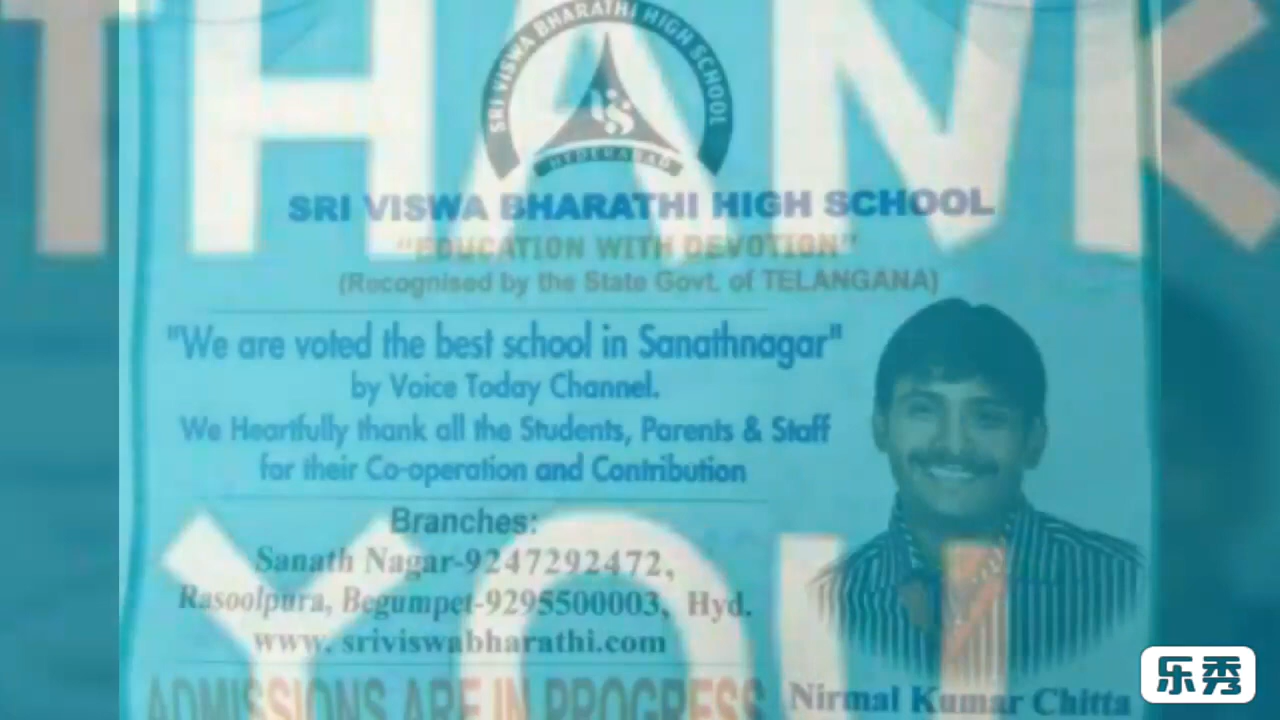 THANK
SRI VISWA BHARATHI HIGH SCHOOL
VS
HYDERABAD
SRI VISWA BHARATHI HIGH SCHOOL
"EDUCATION WITH DEVOTION"
(Recognised by the State Govt. of TELANGANA)
"We are voted the best school in Sanathnagar"
by Voice Today Channel.
We Heartfully thank all the Students, Parents & Staff
for their Co-operation and Contribution
Branches:
Sanath Nagar-9247292472,
Rasoolpura, Begumpet-9295500003, Hyd.
www. sriviswabharathi.com
YOU
ADMISSIONS ARE IN PROGRESS
Nirmal Kumar Chitta
乐秀